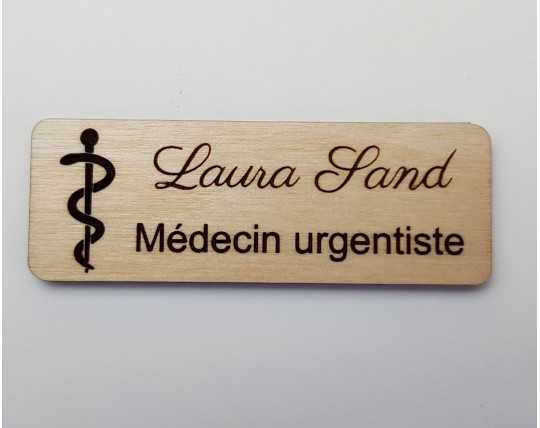 Laura Sand
Médecin urgentiste